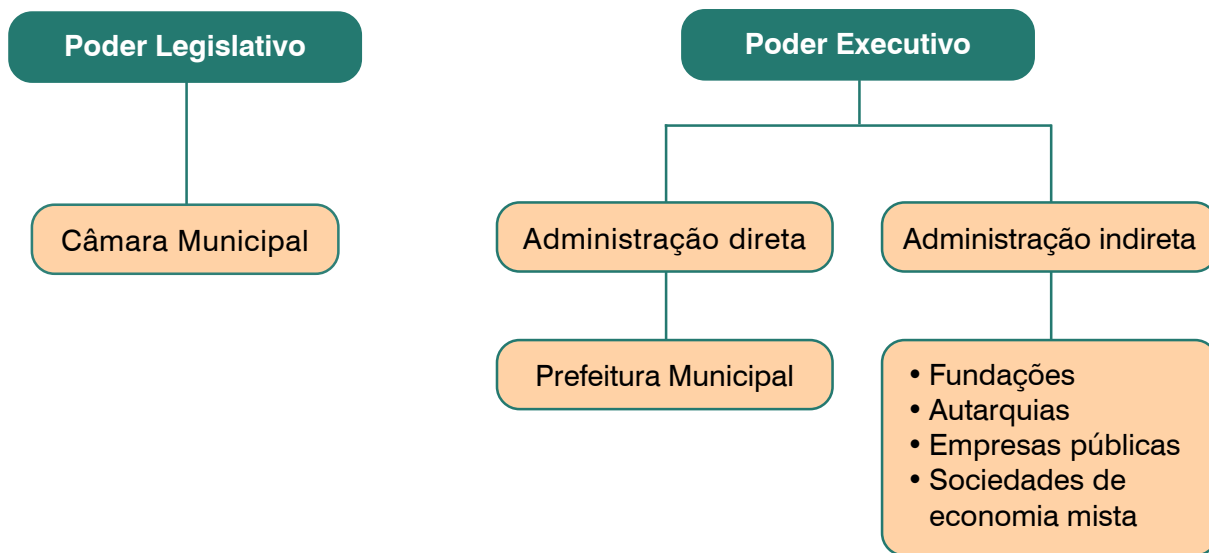 Poder Legislativo
Câmara Municipal
Poder Executivo
Administração direta
Prefeitura Municipal
Administração indireta
• Fundações
• Autarquias
• Empresas públicas
• Sociedades de
economia mista